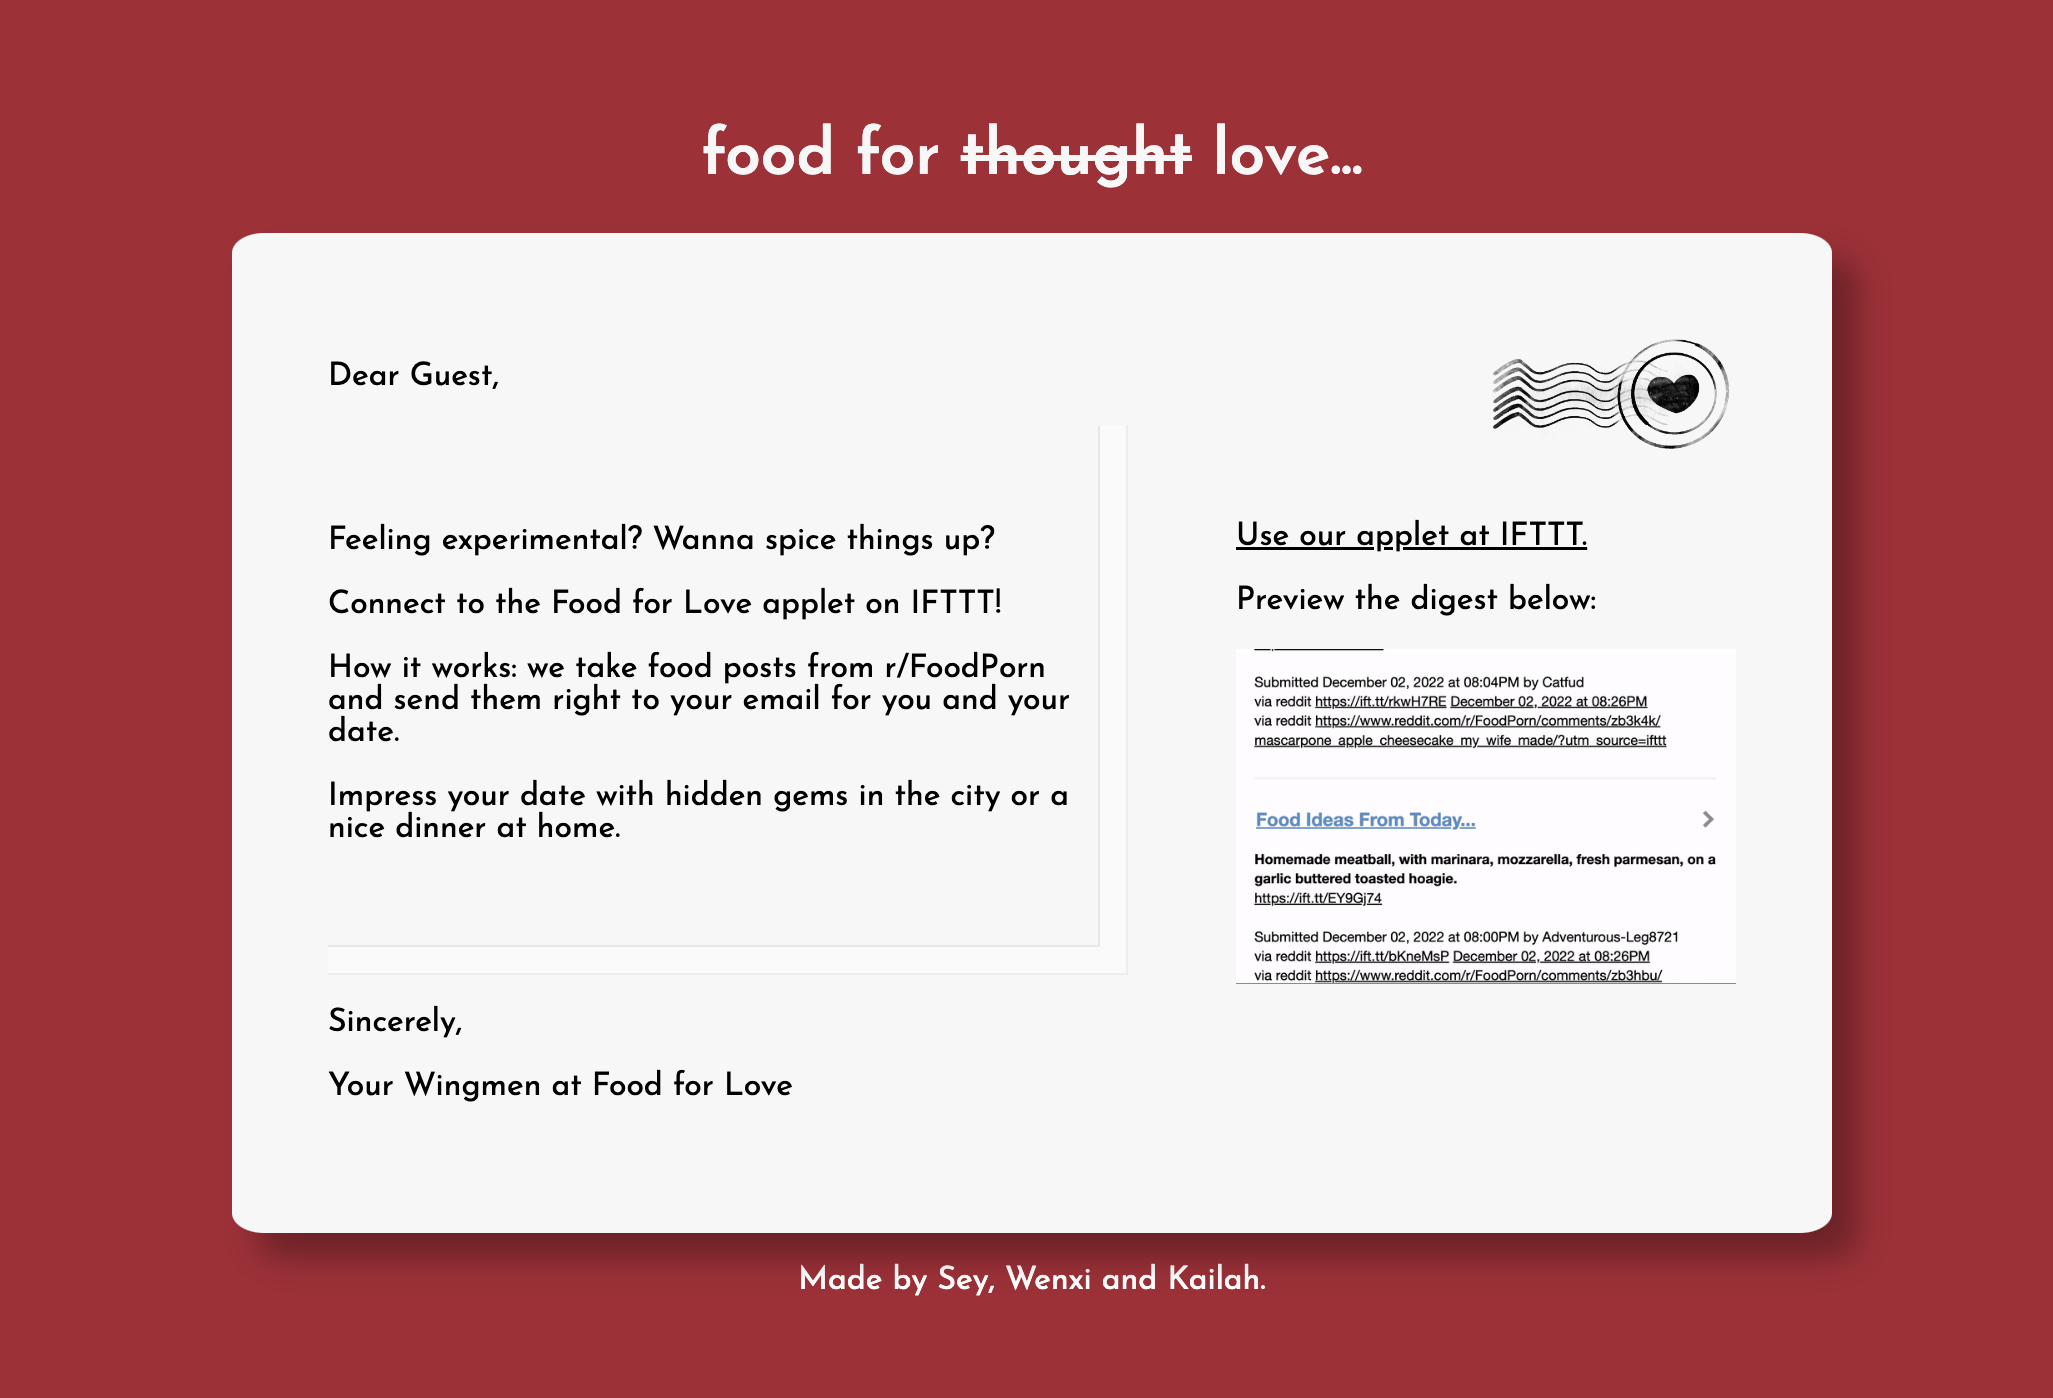 food for thought love...
Dear Guest,
Feeling experimental? Wanna spice things up?
Connect to the Food for Love applet on IFTTT!
How it works: we take food posts from r/FoodPorn
and send them right to your email for you and your
date.
Impress your date with hidden gems in the city or a
nice dinner at home.
Sincerely,
Your Wingmen at Food for Love
Use our applet at IFTTT.
Preview the digest below:
Submitted December 02, 2022 at 08:04PM by Catfud
via reddit https://ift.tt/rkwH7RE December 02, 2022 at 08:26PM
via reddit https://www.reddit.com/r/FoodPorn/comments/zb3k4k/
mascarpone_apple_cheesecake_my_wife_made/?utm_source=ifttt
Food Ideas From Today...
Homemade meatball, with marinara, mozzarella, fresh parmesan, on a
garlic buttered toasted hoagie.
https://ift.tt/EY9Gj74
Submitted December 02, 2022 at 08:00PM by Adventurous-Leg8721
via reddit https://ift.tt/bKneMsP December 02, 2022 at 08:26PM
via reddit https://www.reddit.com/r/FoodPorn/comments/zb3hbu/
Made by Sey, Wenxi and Kailah.